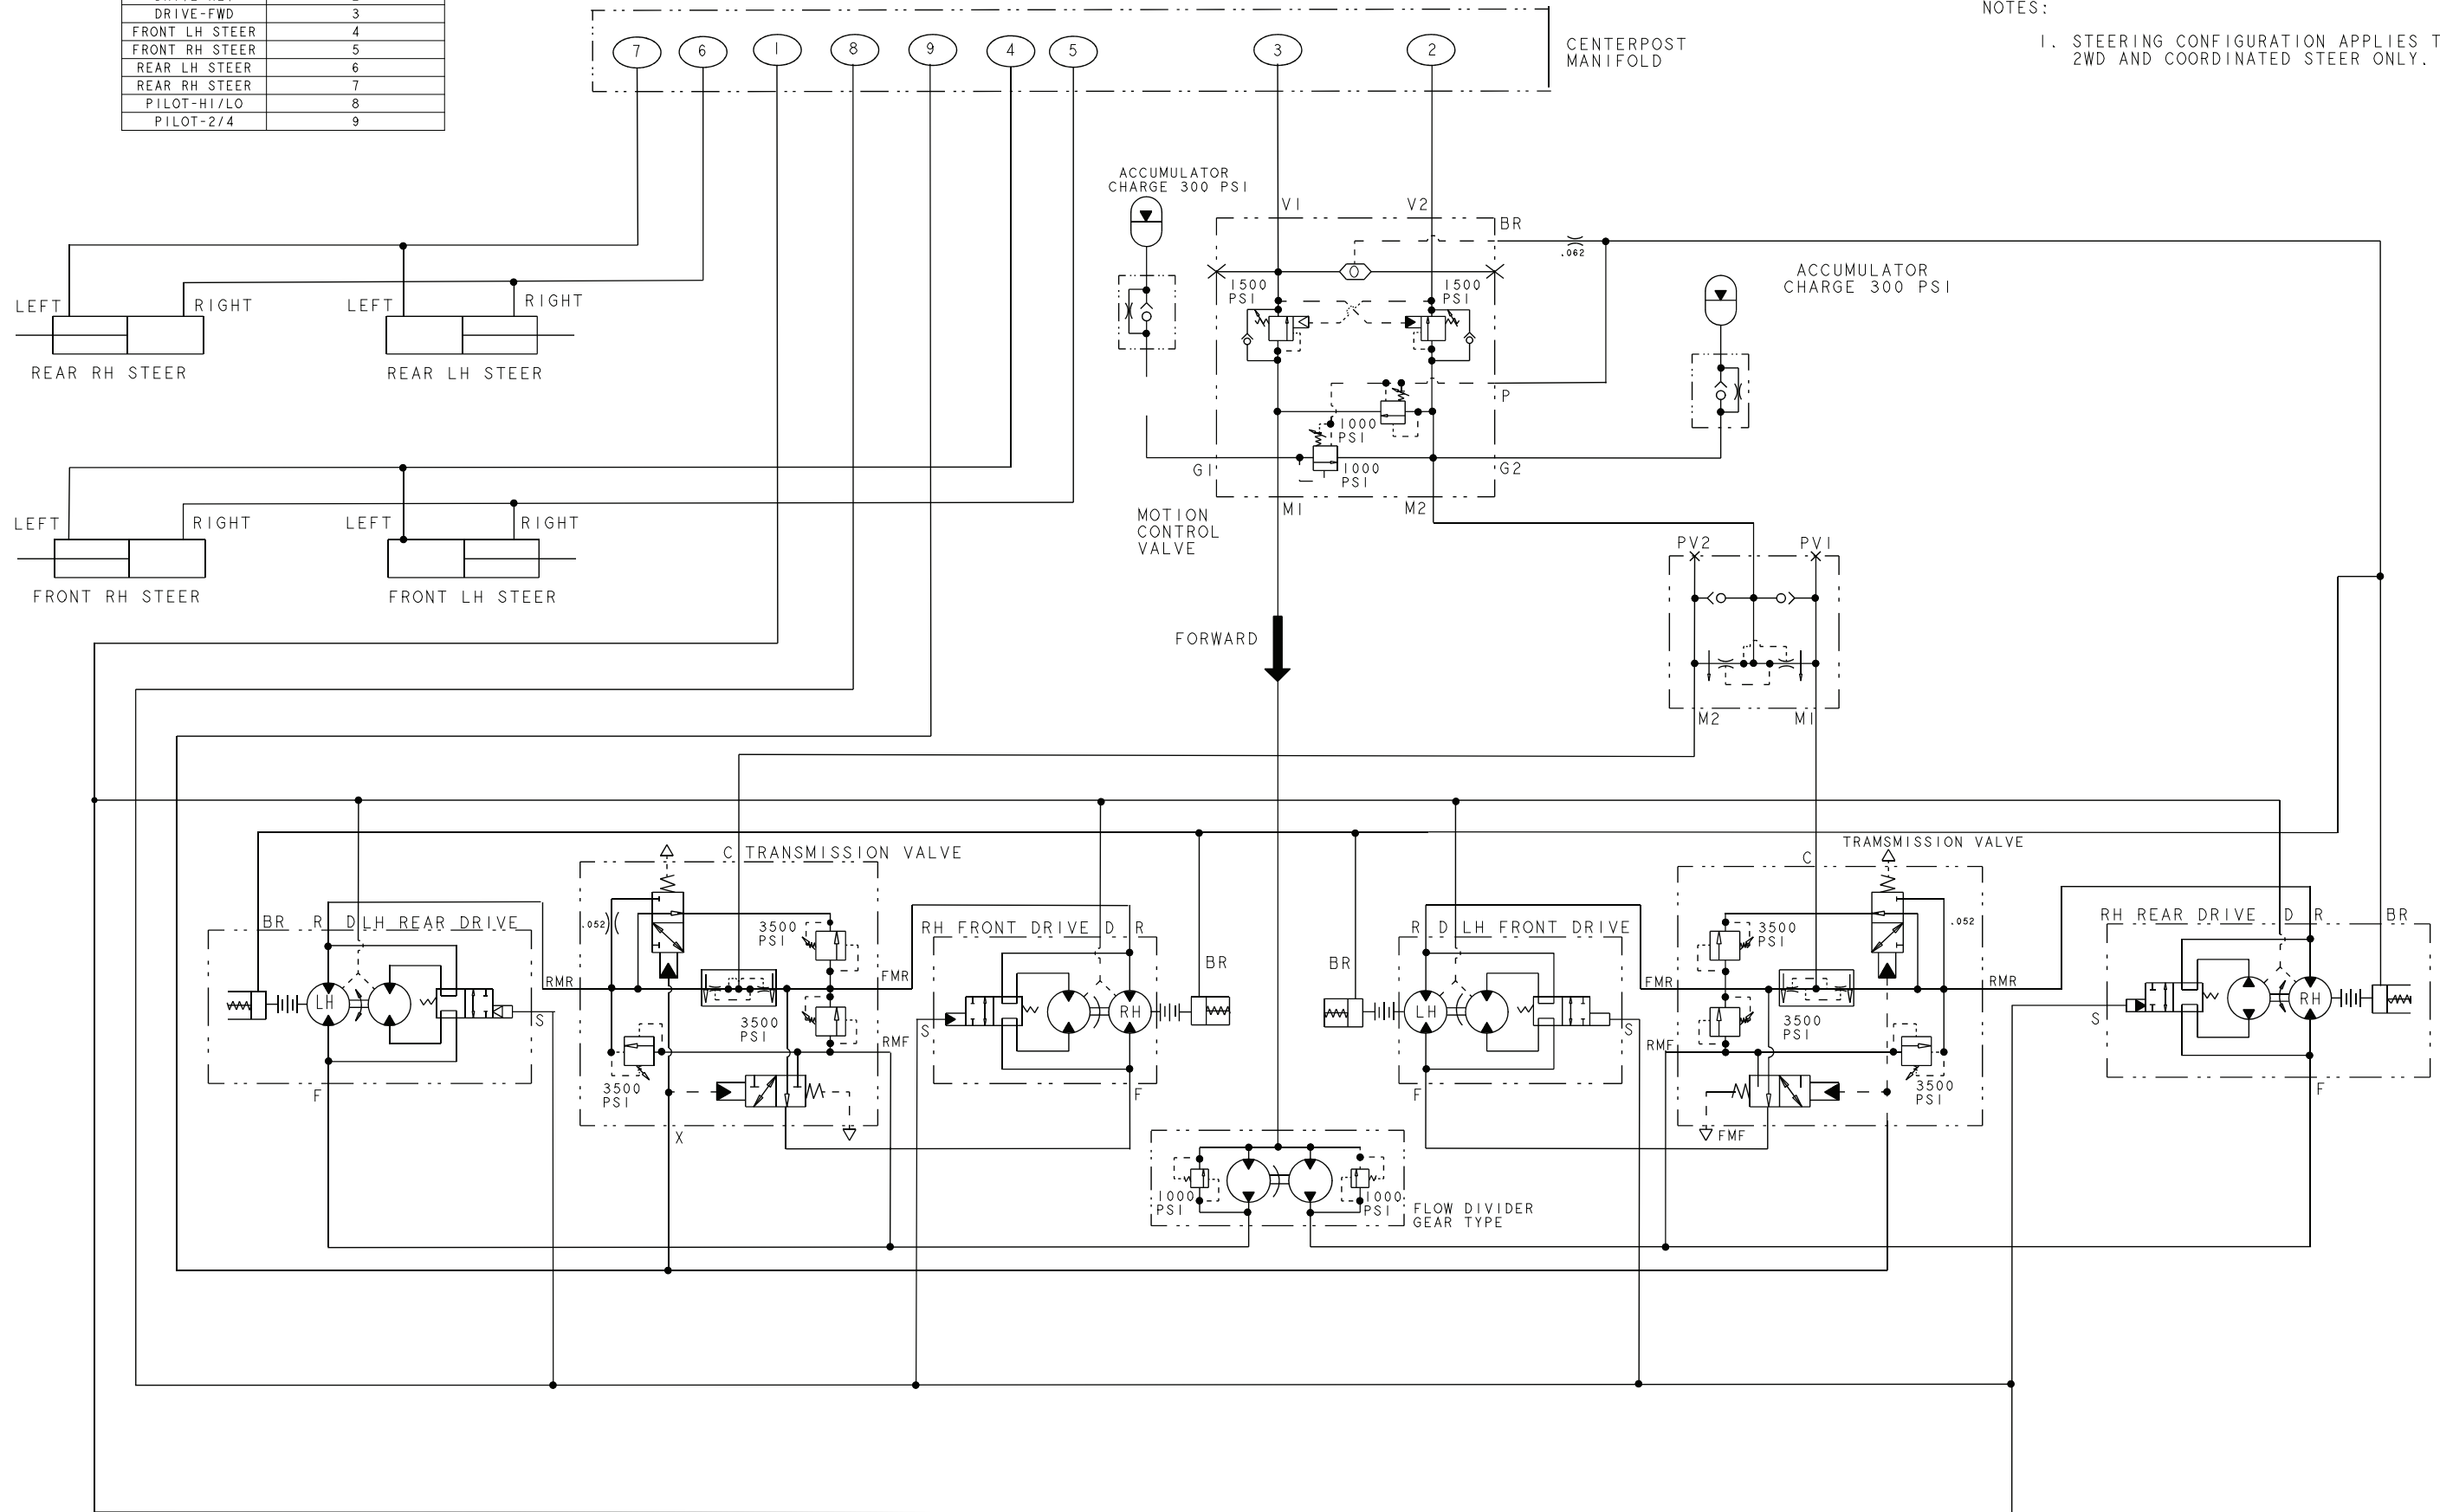 DRIVE-FWD 3
FRONT LH STEER 4
FRONT RH STEER 5
REAR LH STEER 6
REAR RH STEER 7
PILOT-HI/LO 8
PILOT-2/4 9
7 6 1 8 9 4 5 3 2
CENTERPOST
MANIFOLD
NOTES:
1. STEERING CONFIGURATION APPLIES T
2WD AND COORDINATED STEER ONLY.
ACCUMULATOR
CHARGE 300 PSI
V1 V2
BR
.062
ACCUMULATOR
CHARGE 300 PSI
1500
PSI
1500
PSI
P
1000
PSI
1000
PSI
G1
G2
M1
M2
MOTION
CONTROL
VALVE
LEFT
RIGHT
LEFT
RIGHT
REAR RH STEER
REAR LH STEER
LEFT
RIGHT
LEFT
RIGHT
FRONT RH STEER
FRONT LH STEER
FORWARD
PV2
PV1
M2
M1
C TRANSMISSION VALVE
TRAMSMISSION VALVE
C
BR R D LH REAR DRIVE
LH
S
F
RMR
.052
3500
PSI
3500
PSI
3500
PSI
FMR
RMF
X
RH FRONT DRIVE D R
RH
BR
S
F
BR
R D LH FRONT DRIVE
LH
S
F
FMR
RMF
3500
PSI
3500
PSI
3500
PSI
.052
RMR
FMF
RH REAR DRIVE D R BR
RH
S
F
1000
PSI
1000
PSI
FLOW DIVIDER
GEAR TYPE